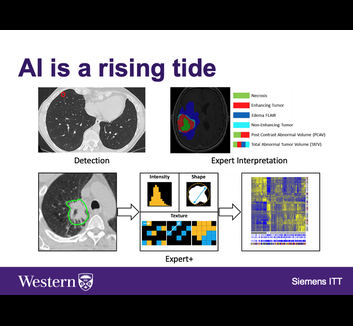 AI is a rising tide
Necrosis
Enhancing Tumor
Edema FLAIR
Non-Enhancing Tumor
Post Contrast Abnormal Volume (PCAV)
Total Abnormal Tumor Volume (TATV)
Detection
Expert Interpretation
Intensity
Shape
Texture
Expert+
Western
Siemens ITT